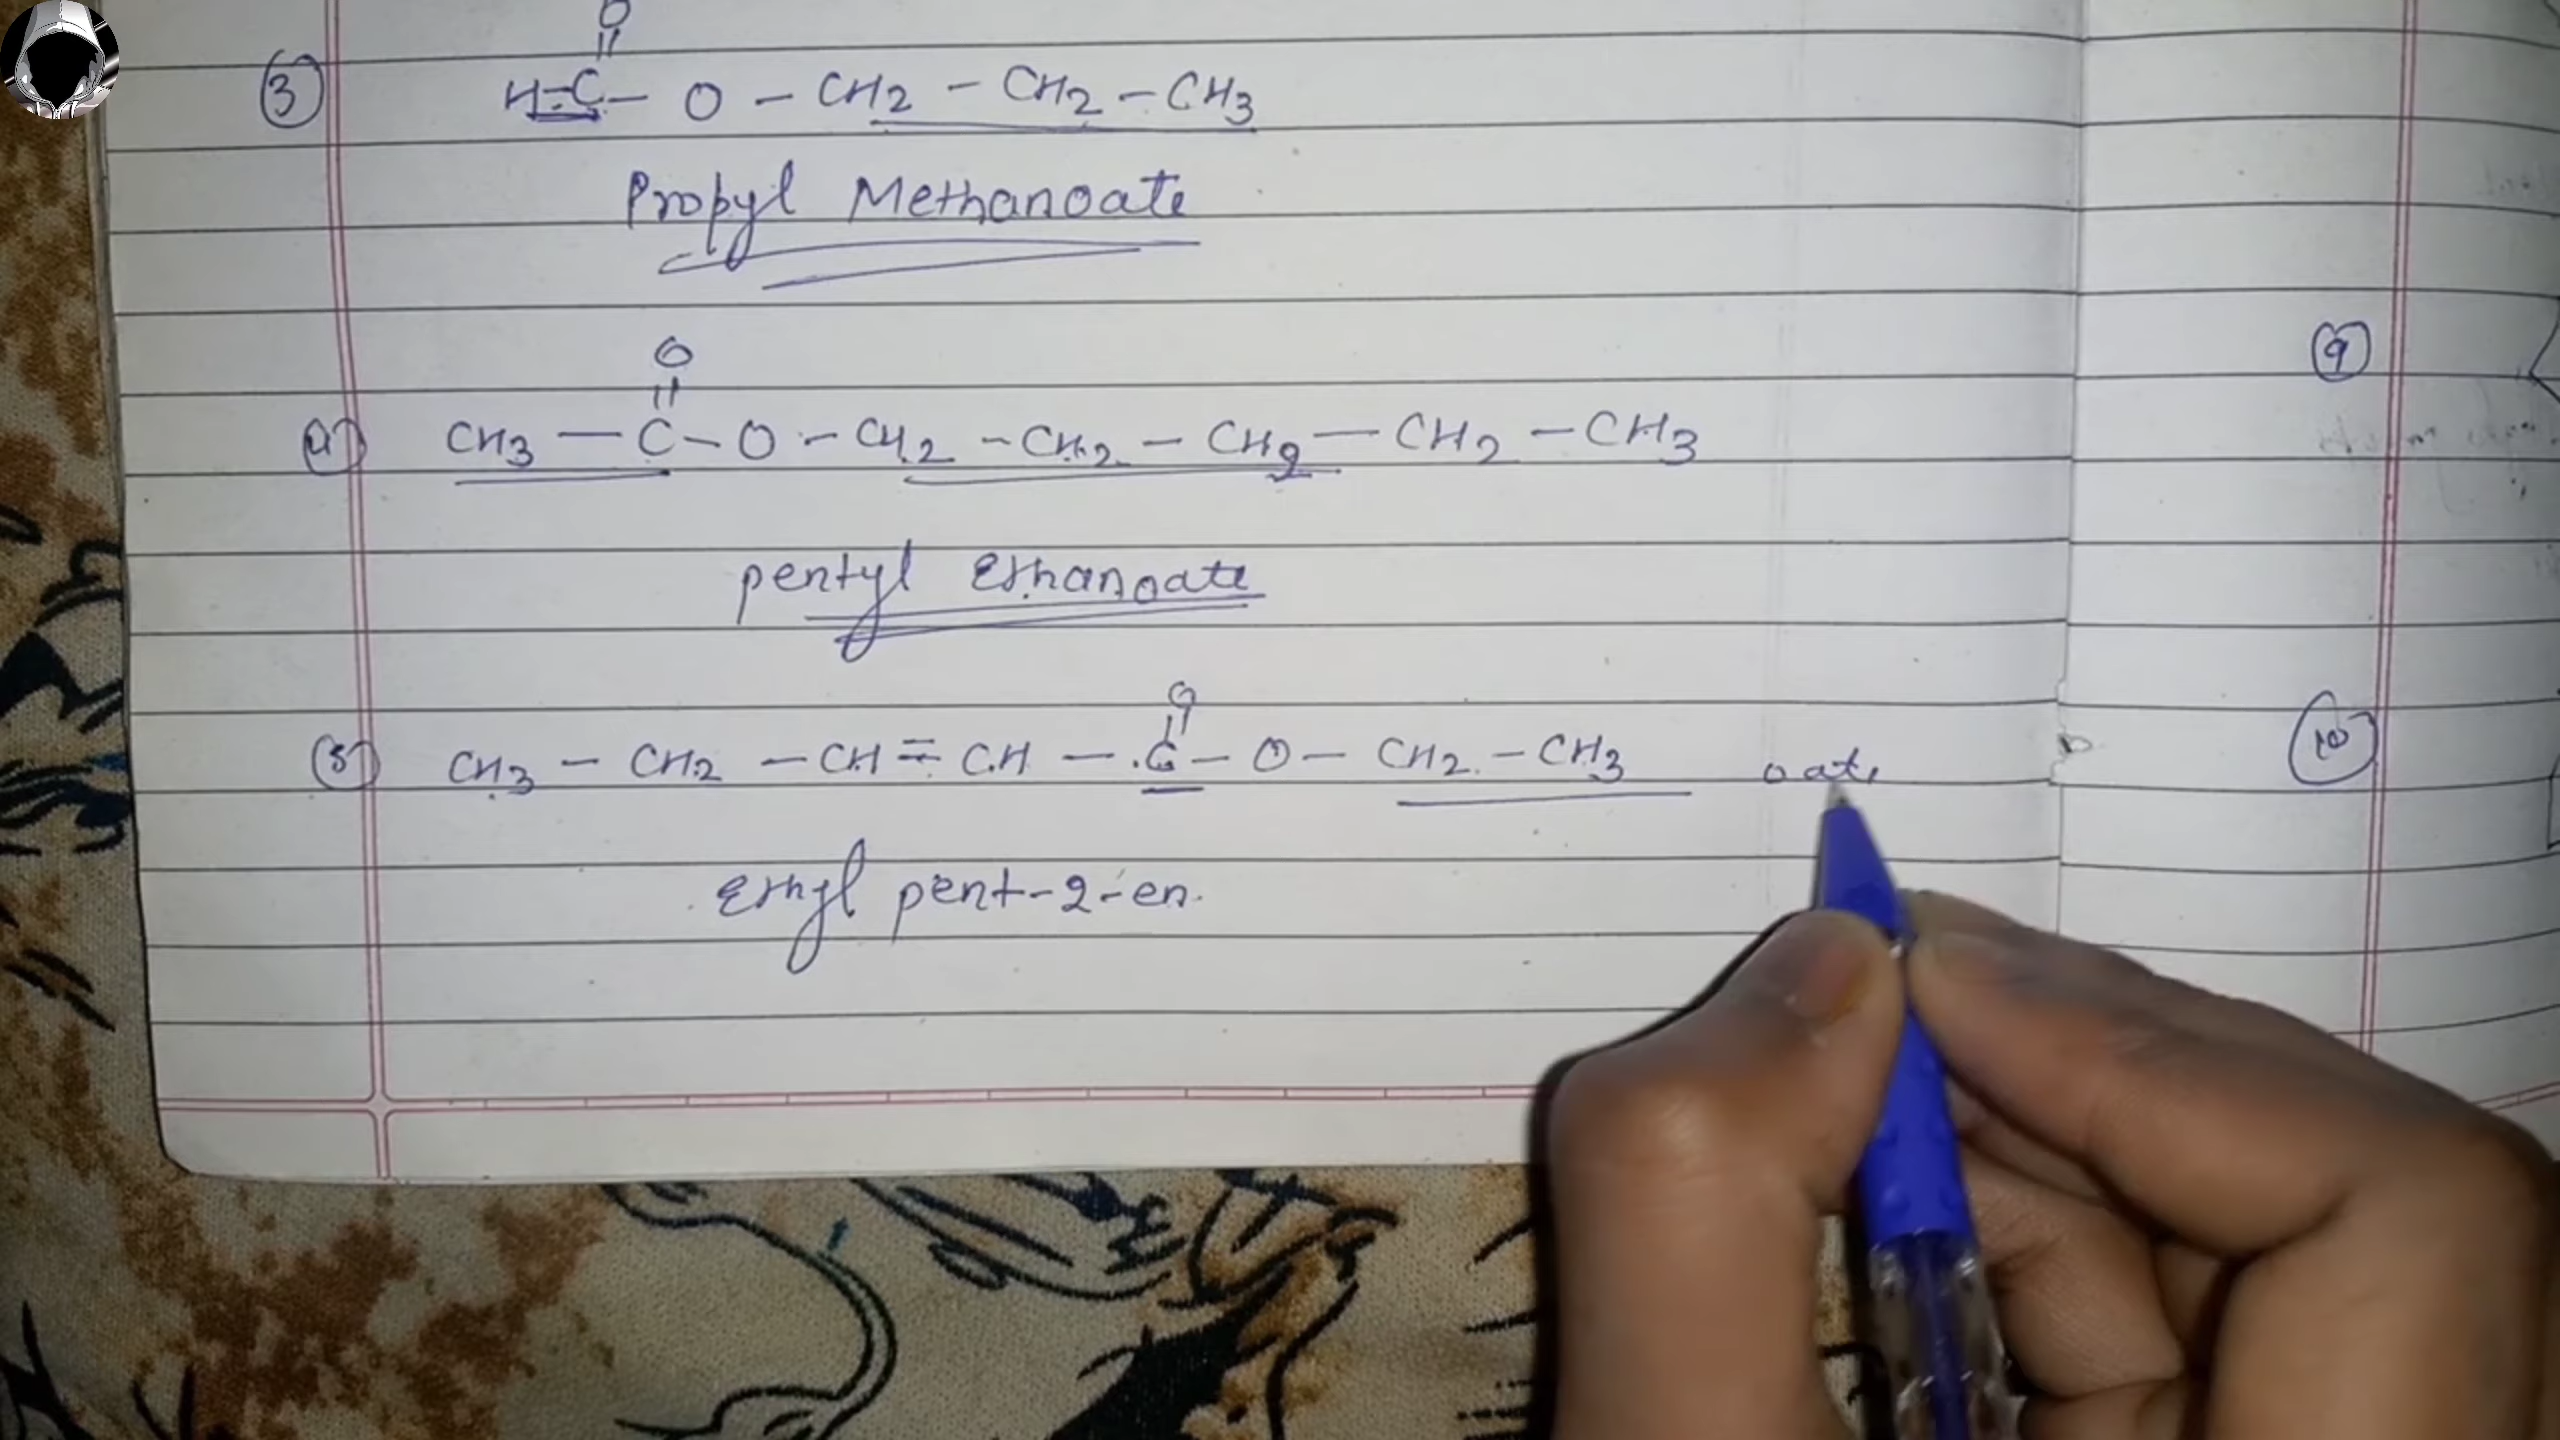 O
||
③ H-C-O-CH2-CH2-CH3
Propyl Methanoate
O
||
④ CH3-C-O-CH2-CH2-CH2-CH2-CH3
pentyl Ethanoate
O
||
⑤ CH3-CH2-CH=CH-C-O-CH2-CH3 oate
Ethyl pent-2-en
⑨
⑩